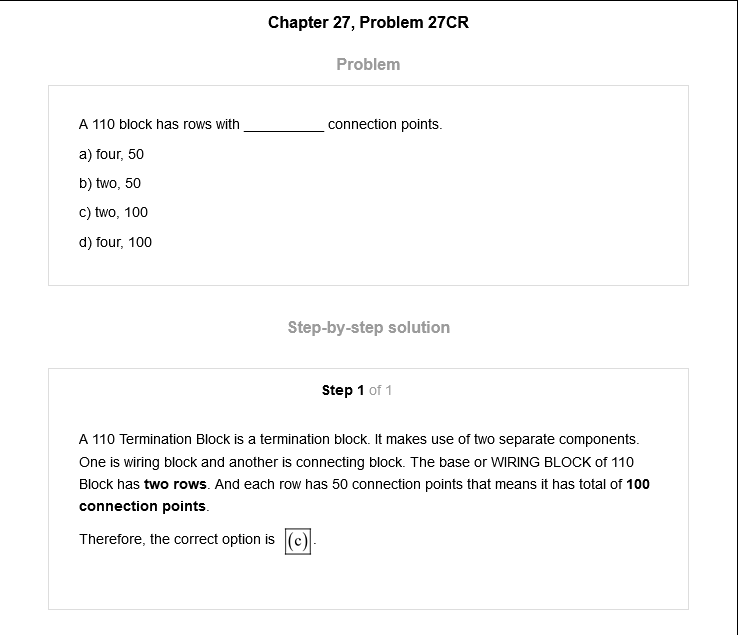 Chapter 27, Problem 27CR
Problem
A 110 block has rows with __________ connection points.
a) four, 50
b) two, 50
c) two, 100
d) four, 100
Step-by-step solution
Step 1 of 1
A 110 Termination Block is a termination block. It makes use of two separate components.
One is wiring block and another is connecting block. The base or WIRING BLOCK of 110
Block has two rows. And each row has 50 connection points that means it has total of 100
connection points.
Therefore, the correct option is (c).